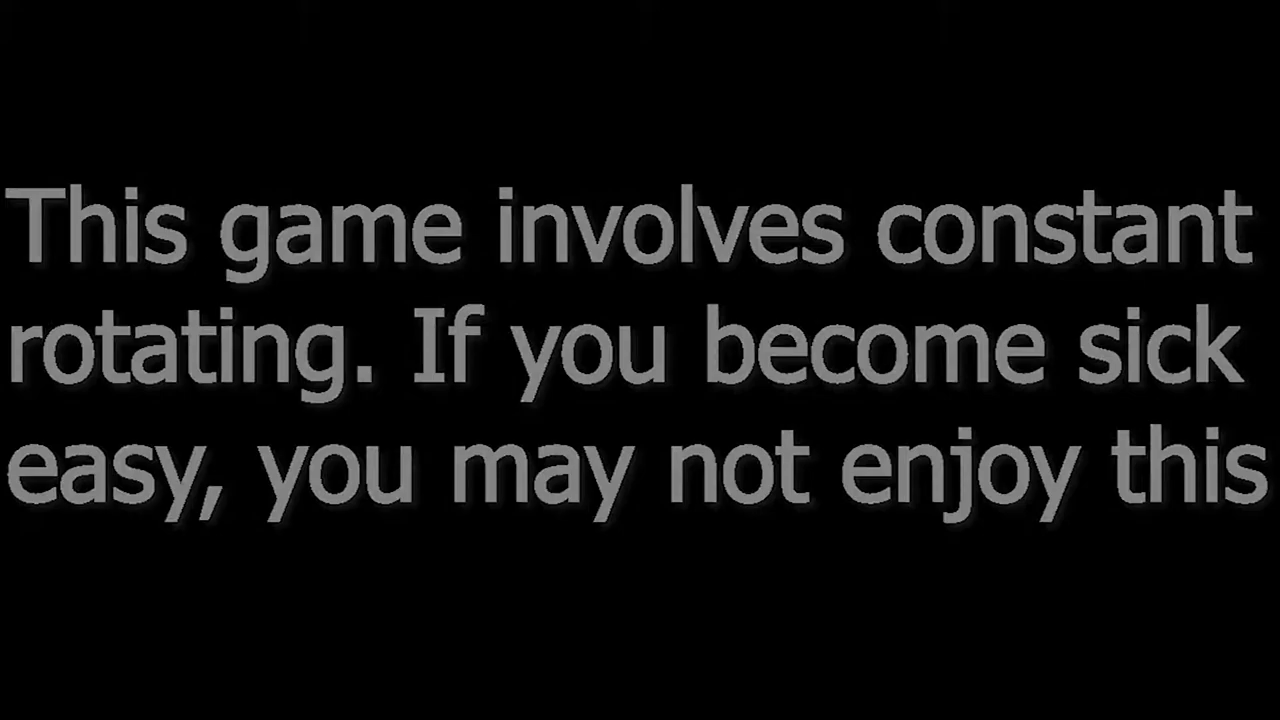 This game involves constant
rotating. If you become sick
easy, you may not enjoy this